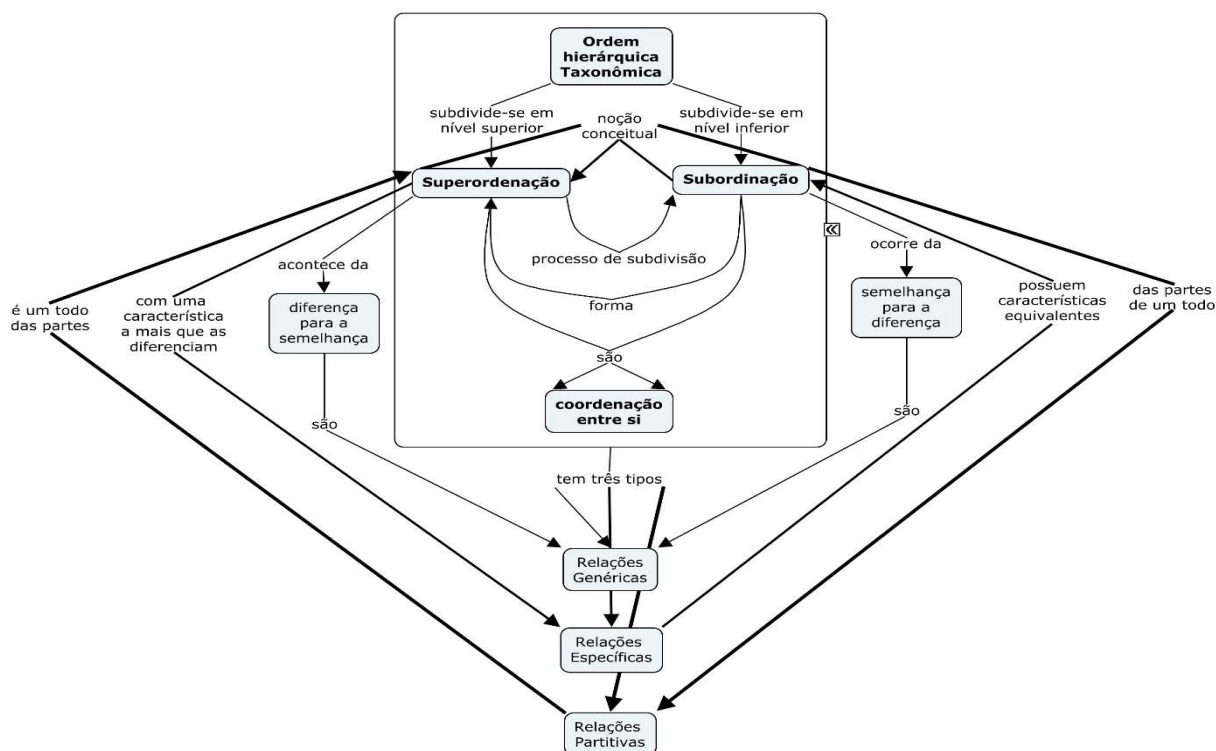 Ordem
hierárquica
Taxonômica
subdivide-se em
nível superior
noção
conceitual
subdivide-se em
nível inferior
Superordenação
Subordinação
processo de subdivisão
acontece da
ocorre da
é um todo
das partes
com uma
característica
a mais que as
diferenciam
diferença
para a
semelhança
forma
semelhança
para a
diferença
possuem
características
equivalentes
das partes
de um todo
são
coordenação
entre si
são
são
tem três tipos
Relações
Genéricas
Relações
Específicas
Relações
Partitivas